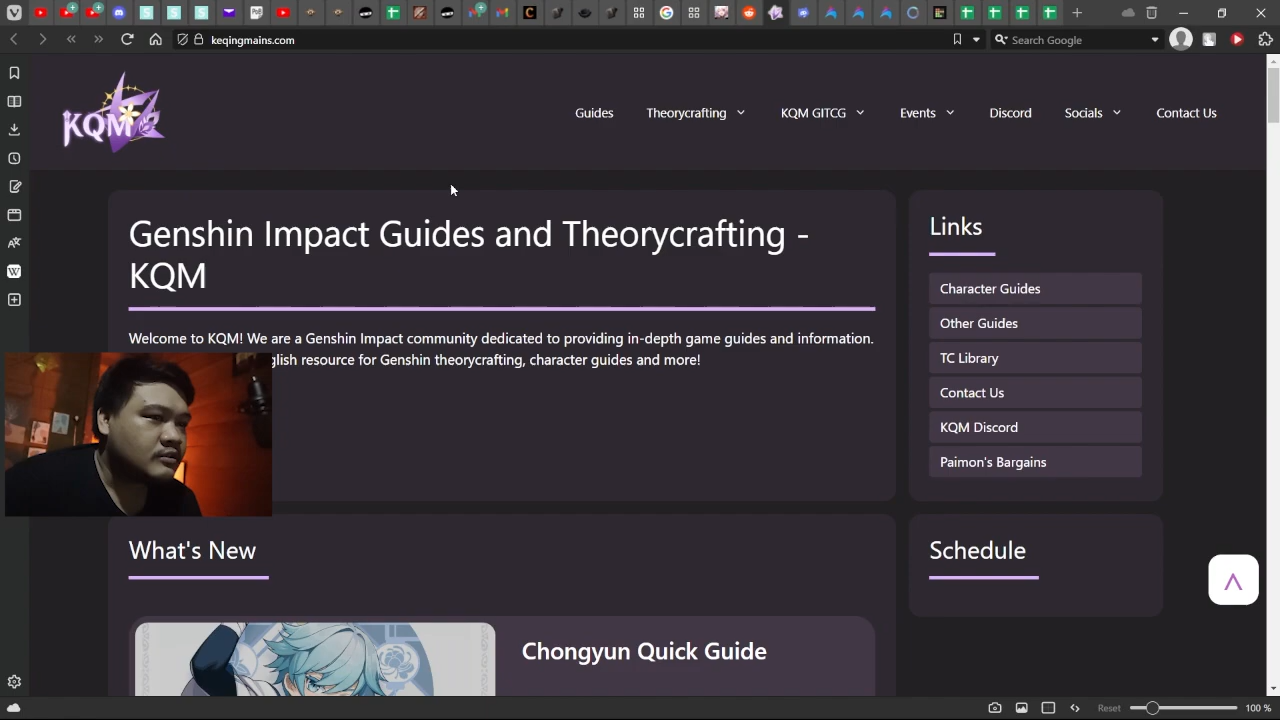 keqingmains.com
Search Google
KQM
Guides
Theorycrafting
KQM GITCG
Events
Discord
Socials
Contact Us
Genshin Impact Guides and Theorycrafting -
KQM
Welcome to KQM! We are a Genshin Impact community dedicated to providing in-depth game guides and information.
glish resource for Genshin theorycrafting, character guides and more!
Links
Character Guides
Other Guides
TC Library
Contact Us
KQM Discord
Paimon's Bargains
What's New
Schedule
Chongyun Quick Guide
Reset
100 %